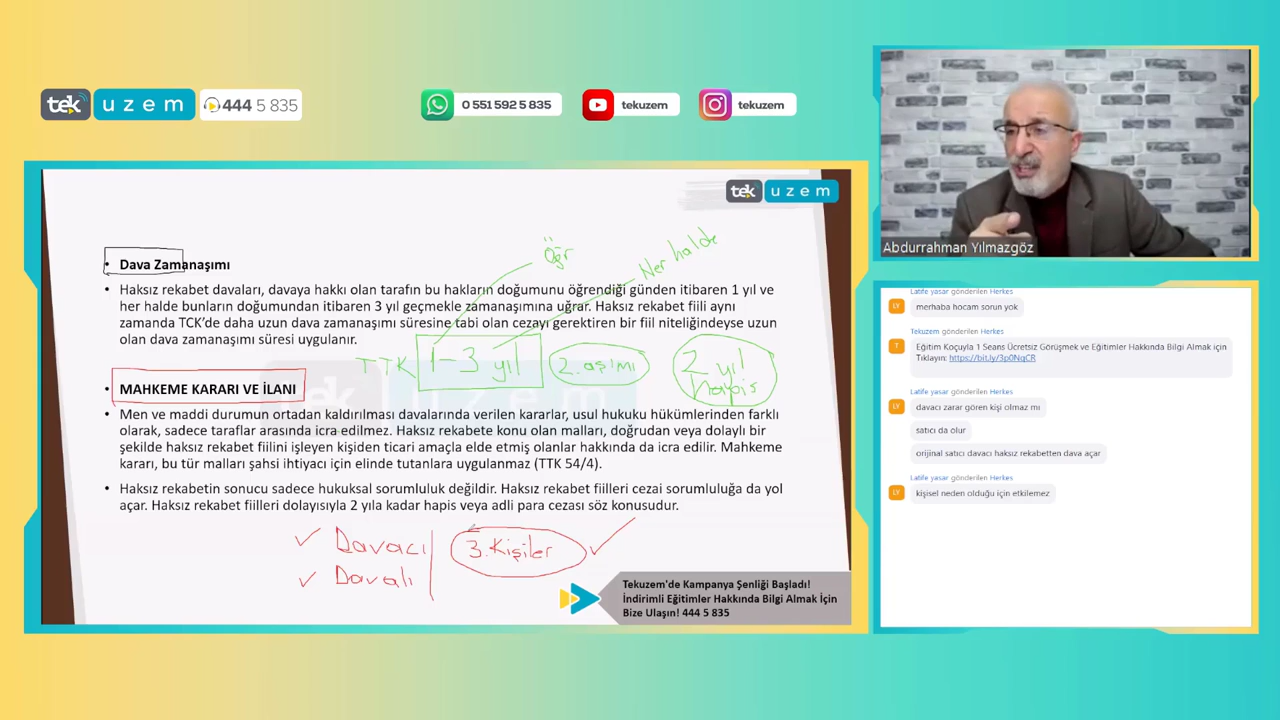 tek uzem 444 5 835
0 551 592 5 835
tekuzem
tekuzem
tek uzem
Öğr
Her halde
• Dava Zamanaşımı
• Haksız rekabet davaları, davaya hakkı olan tarafın bu hakların doğumunu öğrendiği günden itibaren 1 yıl ve
her halde bunların doğumundan itibaren 3 yıl geçmekle zamanaşımına uğrar. Haksız rekabet fiili aynı
zamanda TCK'de daha uzun dava zamanaşımı süresine tabi olan cezayı gerektiren bir fiil niteliğindeyse uzun
olan dava zamanaşımı süresi uygulanır.
TTK 1-3 yıl 2.aşımı 2 yıl
hapis
• MAHKEME KARARI VE İLANI
• Men ve maddi durumun ortadan kaldırılması davalarında verilen kararlar, usul hukuku hükümlerinden farklı
olarak, sadece taraflar arasında icra edilmez. Haksız rekabete konu olan malları, doğrudan veya dolaylı bir
şekilde haksız rekabet fiilini işleyen kişiden ticari amaçla elde etmiş olanlar hakkında da icra edilir. Mahkeme
kararı, bu tür malları şahsi ihtiyacı için elinde tutanlara uygulanmaz (TTK 54/4).
• Haksız rekabetin sonucu sadece hukuksal sorumluluk değildir. Haksız rekabet fiilleri cezai sorumluluğa da yol
açar. Haksız rekabet fiilleri dolayısıyla 2 yıla kadar hapis veya adli para cezası söz konusudur.
✓ Davacı 3.Kişiler ✓
✓ Davalı
Tekuzem'de Kampanya Şenliği Başladı!
İndirimli Eğitimler Hakkında Bilgi Almak İçin
Bize Ulaşın! 444 5 835
Abdurrahman Yılmazgöz
Latife yasar gönderilen Herkes
LY merhaba hocam sorun yok
Tekuzem gönderilen Herkes
T Eğitim Koçuyla 1 Seans Ücretsiz Görüşmek ve Eğitimler Hakkında Bilgi Almak için
Tıklayın: https://bit.ly/3p0NqCR
Latife yasar gönderilen Herkes
LY davacı zarar gören kişi olmaz mı
satıcı da olur
orijinal satıcı davacı haksız rekabetten dava açar
Latife yasar gönderilen Herkes
LY kişisel neden olduğu için etkilemez